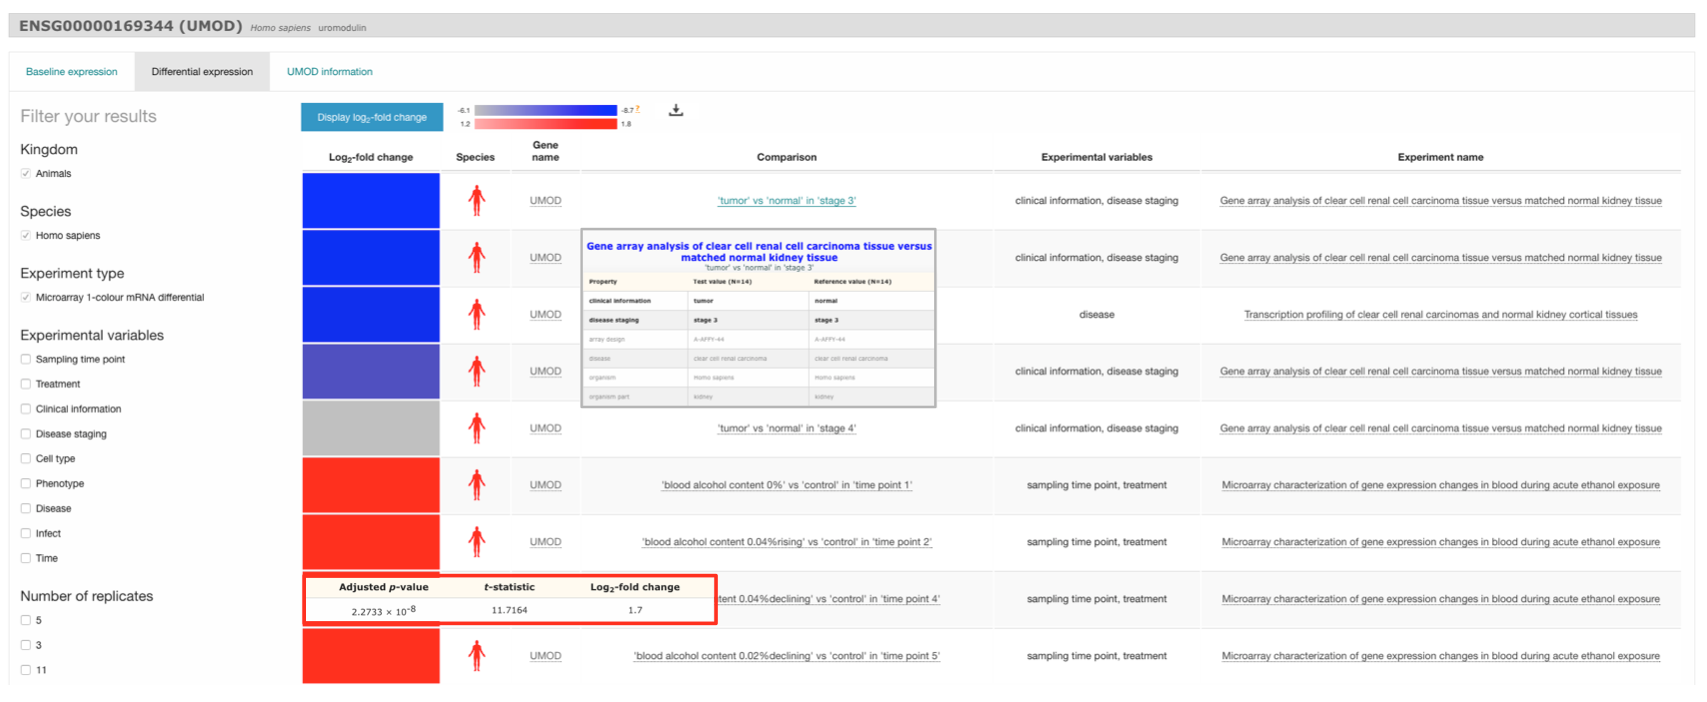 ENSG00000169344 (UMOD) Homo sapiens uromodulin
Baseline expression Differential expression UMOD information
Filter your results
Kingdom
Animals
Species
Homo sapiens
Experiment type
Microarray 1-colour mRNA differential
Experimental variables
Sampling time point
Treatment
Clinical information
Disease staging
Cell type
Phenotype
Disease
Infect
Time
Number of replicates
5
3
11
Display log2-fold change
-6.1 -8.7 ?
1.2 1.8
Log2-fold change Species Gene name Comparison Experimental variables Experiment name
UMOD 'tumor' vs 'normal' in 'stage 3' clinical information, disease staging Gene array analysis of clear cell renal cell carcinoma tissue versus matched normal kidney tissue
UMOD clinical information, disease staging Gene array analysis of clear cell renal cell carcinoma tissue versus matched normal kidney tissue
Gene array analysis of clear cell renal cell carcinoma tissue versus
matched normal kidney tissue
'tumor' vs 'normal' in 'stage 3'
Property Test value (N=14) Reference value (N=14)
clinical information tumor normal
disease staging stage 3 stage 3
array design A-AFFY-44 A-AFFY-44
disease clear cell renal carcinoma clear cell renal carcinoma
organism Homo sapiens Homo sapiens
organism part kidney kidney
UMOD disease Transcription profiling of clear cell renal carcinomas and normal kidney cortical tissues
UMOD clinical information, disease staging Gene array analysis of clear cell renal cell carcinoma tissue versus matched normal kidney tissue
UMOD 'tumor' vs 'normal' in 'stage 4' clinical information, disease staging Gene array analysis of clear cell renal cell carcinoma tissue versus matched normal kidney tissue
UMOD 'blood alcohol content 0%' vs 'control' in 'time point 1' sampling time point, treatment Microarray characterization of gene expression changes in blood during acute ethanol exposure
UMOD 'blood alcohol content 0.04%rising' vs 'control' in 'time point 2' sampling time point, treatment Microarray characterization of gene expression changes in blood during acute ethanol exposure
Adjusted p-value t-statistic Log2-fold change
2.2733 × 10-8 11.7164 1.7
tent 0.04%declining' vs 'control' in 'time point 4' sampling time point, treatment Microarray characterization of gene expression changes in blood during acute ethanol exposure
UMOD 'blood alcohol content 0.02%declining' vs 'control' in 'time point 5' sampling time point, treatment Microarray characterization of gene expression changes in blood during acute ethanol exposure